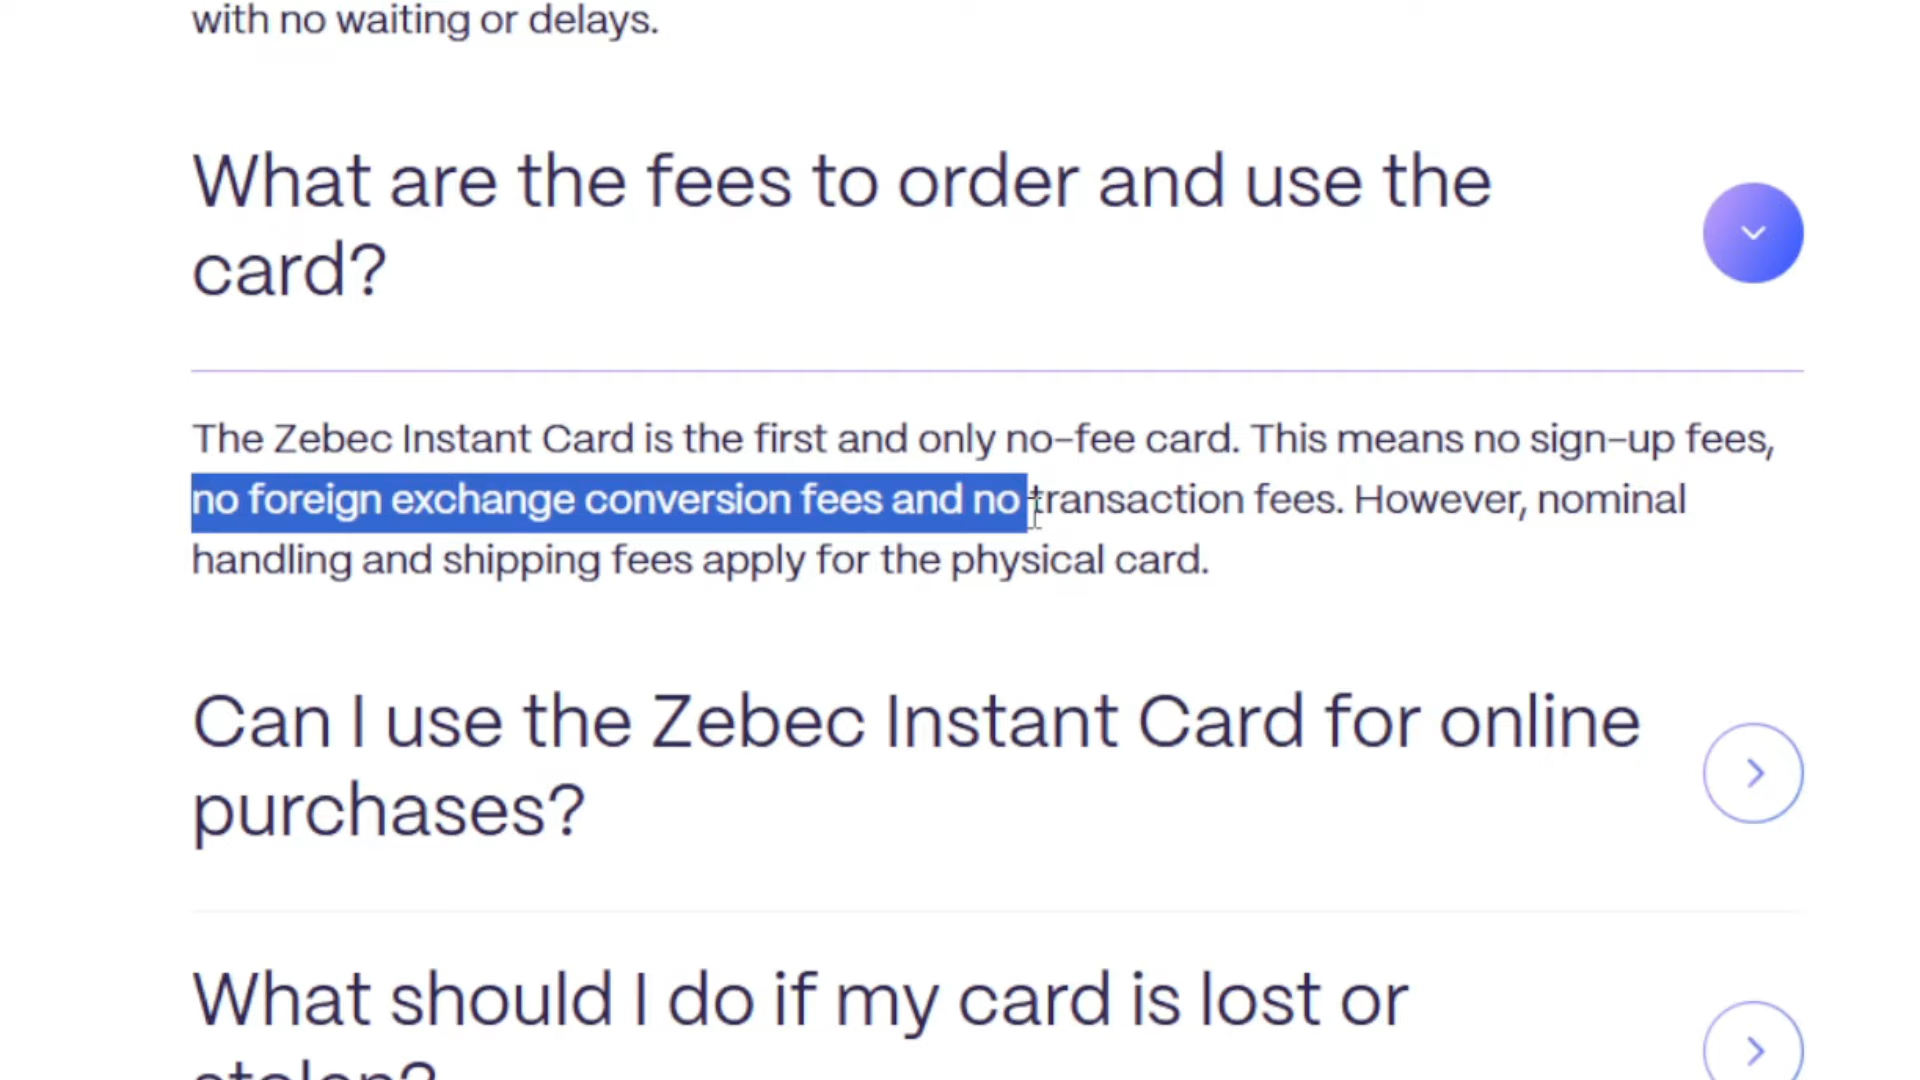 with no waiting or delays.
What are the fees to order and use the
card?
The Zebec Instant Card is the first and only no-fee card. This means no sign-up fees,
no foreign exchange conversion fees and no transaction fees. However, nominal
handling and shipping fees apply for the physical card.
Can I use the Zebec Instant Card for online
purchases?
What should I do if my card is lost or
stolen?